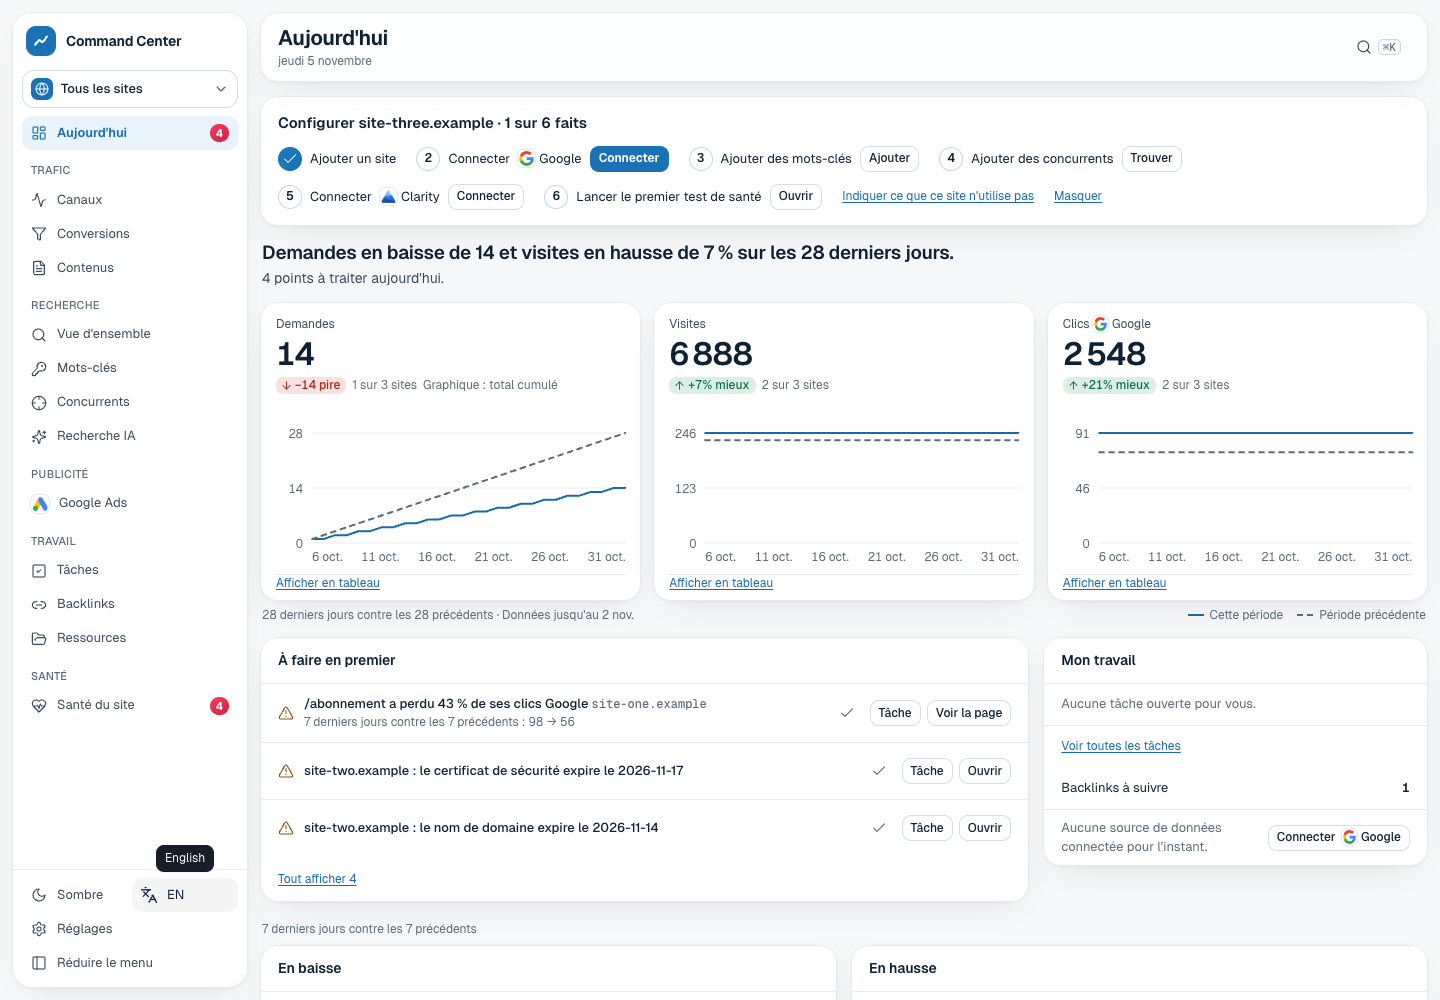 Command Center
Tous les sites
Aujourd'hui
4
TRAFIC
Canaux
Conversions
Contenus
RECHERCHE
Vue d'ensemble
Mots-clés
Concurrents
Recherche IA
PUBLICITÉ
Google Ads
TRAVAIL
Tâches
Backlinks
Ressources
SANTÉ
Santé du site
4
English
Sombre
EN
Réglages
Réduire le menu
Aujourd'hui
jeudi 5 novembre
⌘K
Configurer site-three.example · 1 sur 6 faits
Ajouter un site
2 Connecter Google Connecter
3 Ajouter des mots-clés Ajouter
4 Ajouter des concurrents Trouver
5 Connecter Clarity Connecter
6 Lancer le premier test de santé Ouvrir
Indiquer ce que ce site n'utilise pas
Masquer
Demandes en baisse de 14 et visites en hausse de 7 % sur les 28 derniers jours.
4 points à traiter aujourd'hui.
Demandes
14
−14 pire 1 sur 3 sites Graphique : total cumulé
28
14
0
6 oct. 11 oct. 16 oct. 21 oct. 26 oct. 31 oct.
Afficher en tableau
Visites
6 888
+7% mieux 2 sur 3 sites
246
123
0
6 oct. 11 oct. 16 oct. 21 oct. 26 oct. 31 oct.
Afficher en tableau
Clics Google
2 548
+21% mieux 2 sur 3 sites
91
46
0
6 oct. 11 oct. 16 oct. 21 oct. 26 oct. 31 oct.
Afficher en tableau
28 derniers jours contre les 28 précédents · Données jusqu'au 2 nov.
Cette période Période précédente
À faire en premier
/abonnement a perdu 43 % de ses clics Google site-one.example
7 derniers jours contre les 7 précédents : 98 → 56
Tâche Voir la page
site-two.example : le certificat de sécurité expire le 2026-11-17
Tâche Ouvrir
site-two.example : le nom de domaine expire le 2026-11-14
Tâche Ouvrir
Tout afficher 4
Mon travail
Aucune tâche ouverte pour vous.
Voir toutes les tâches
Backlinks à suivre 1
Aucune source de données
connectée pour l'instant.
Connecter Google
7 derniers jours contre les 7 précédents
En baisse
En hausse